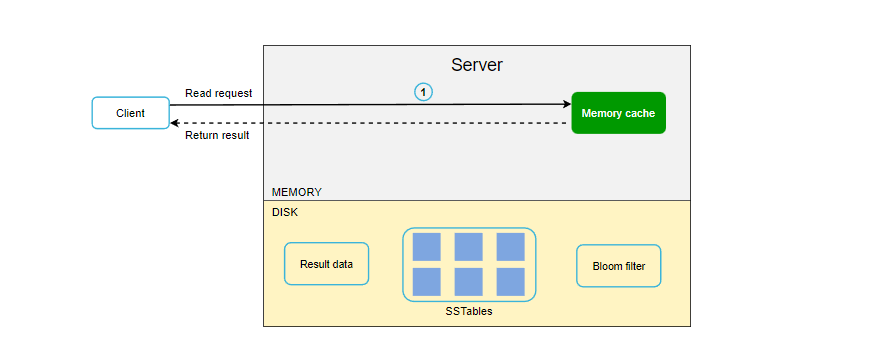 Server
Read request
1
Client
Memory cache
Return result
MEMORY
DISK
Result data
Bloom filter
SSTables